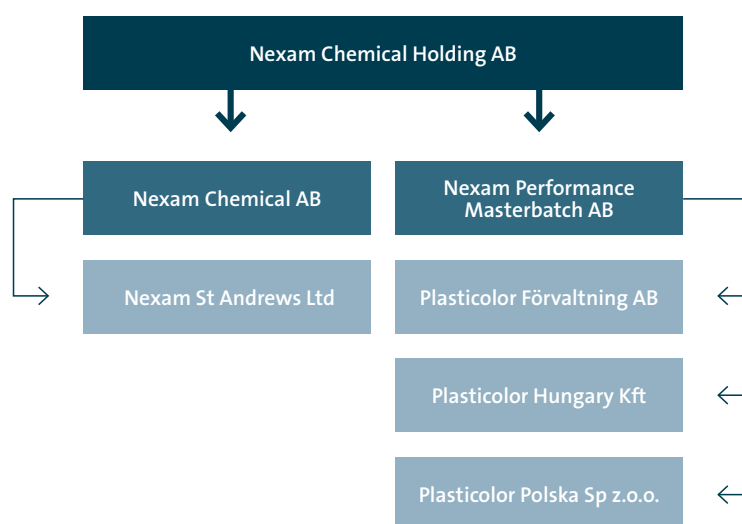 Nexam Chemical Holding AB
Nexam Chemical AB
Nexam Performance
Masterbatch AB
Nexam St Andrews Ltd
Plasticolor Förvaltning AB
Plasticolor Hungary Kft
Plasticolor Polska Sp z.o.o.